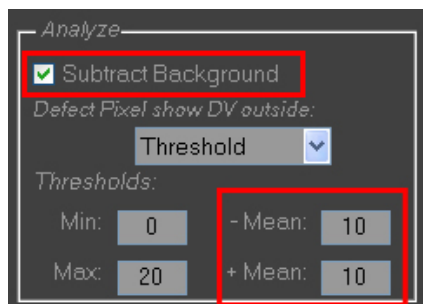 Analyze
Subtract Background
Defect Pixel show DV outside:
Threshold
Thresholds:
Min: 0 - Mean: 10
Max: 20 + Mean: 10